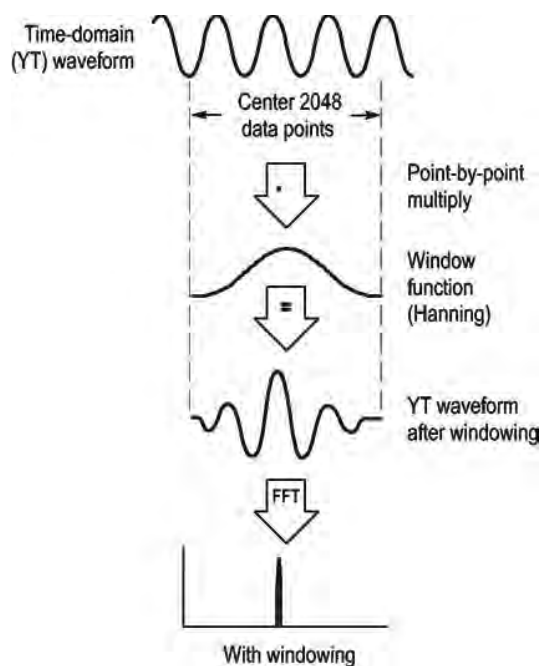 Time-domain
(YT) waveform
Center 2048
data points
Point-by-point
multiply
Window
function
(Hanning)
YT waveform
after windowing
FFT
With windowing